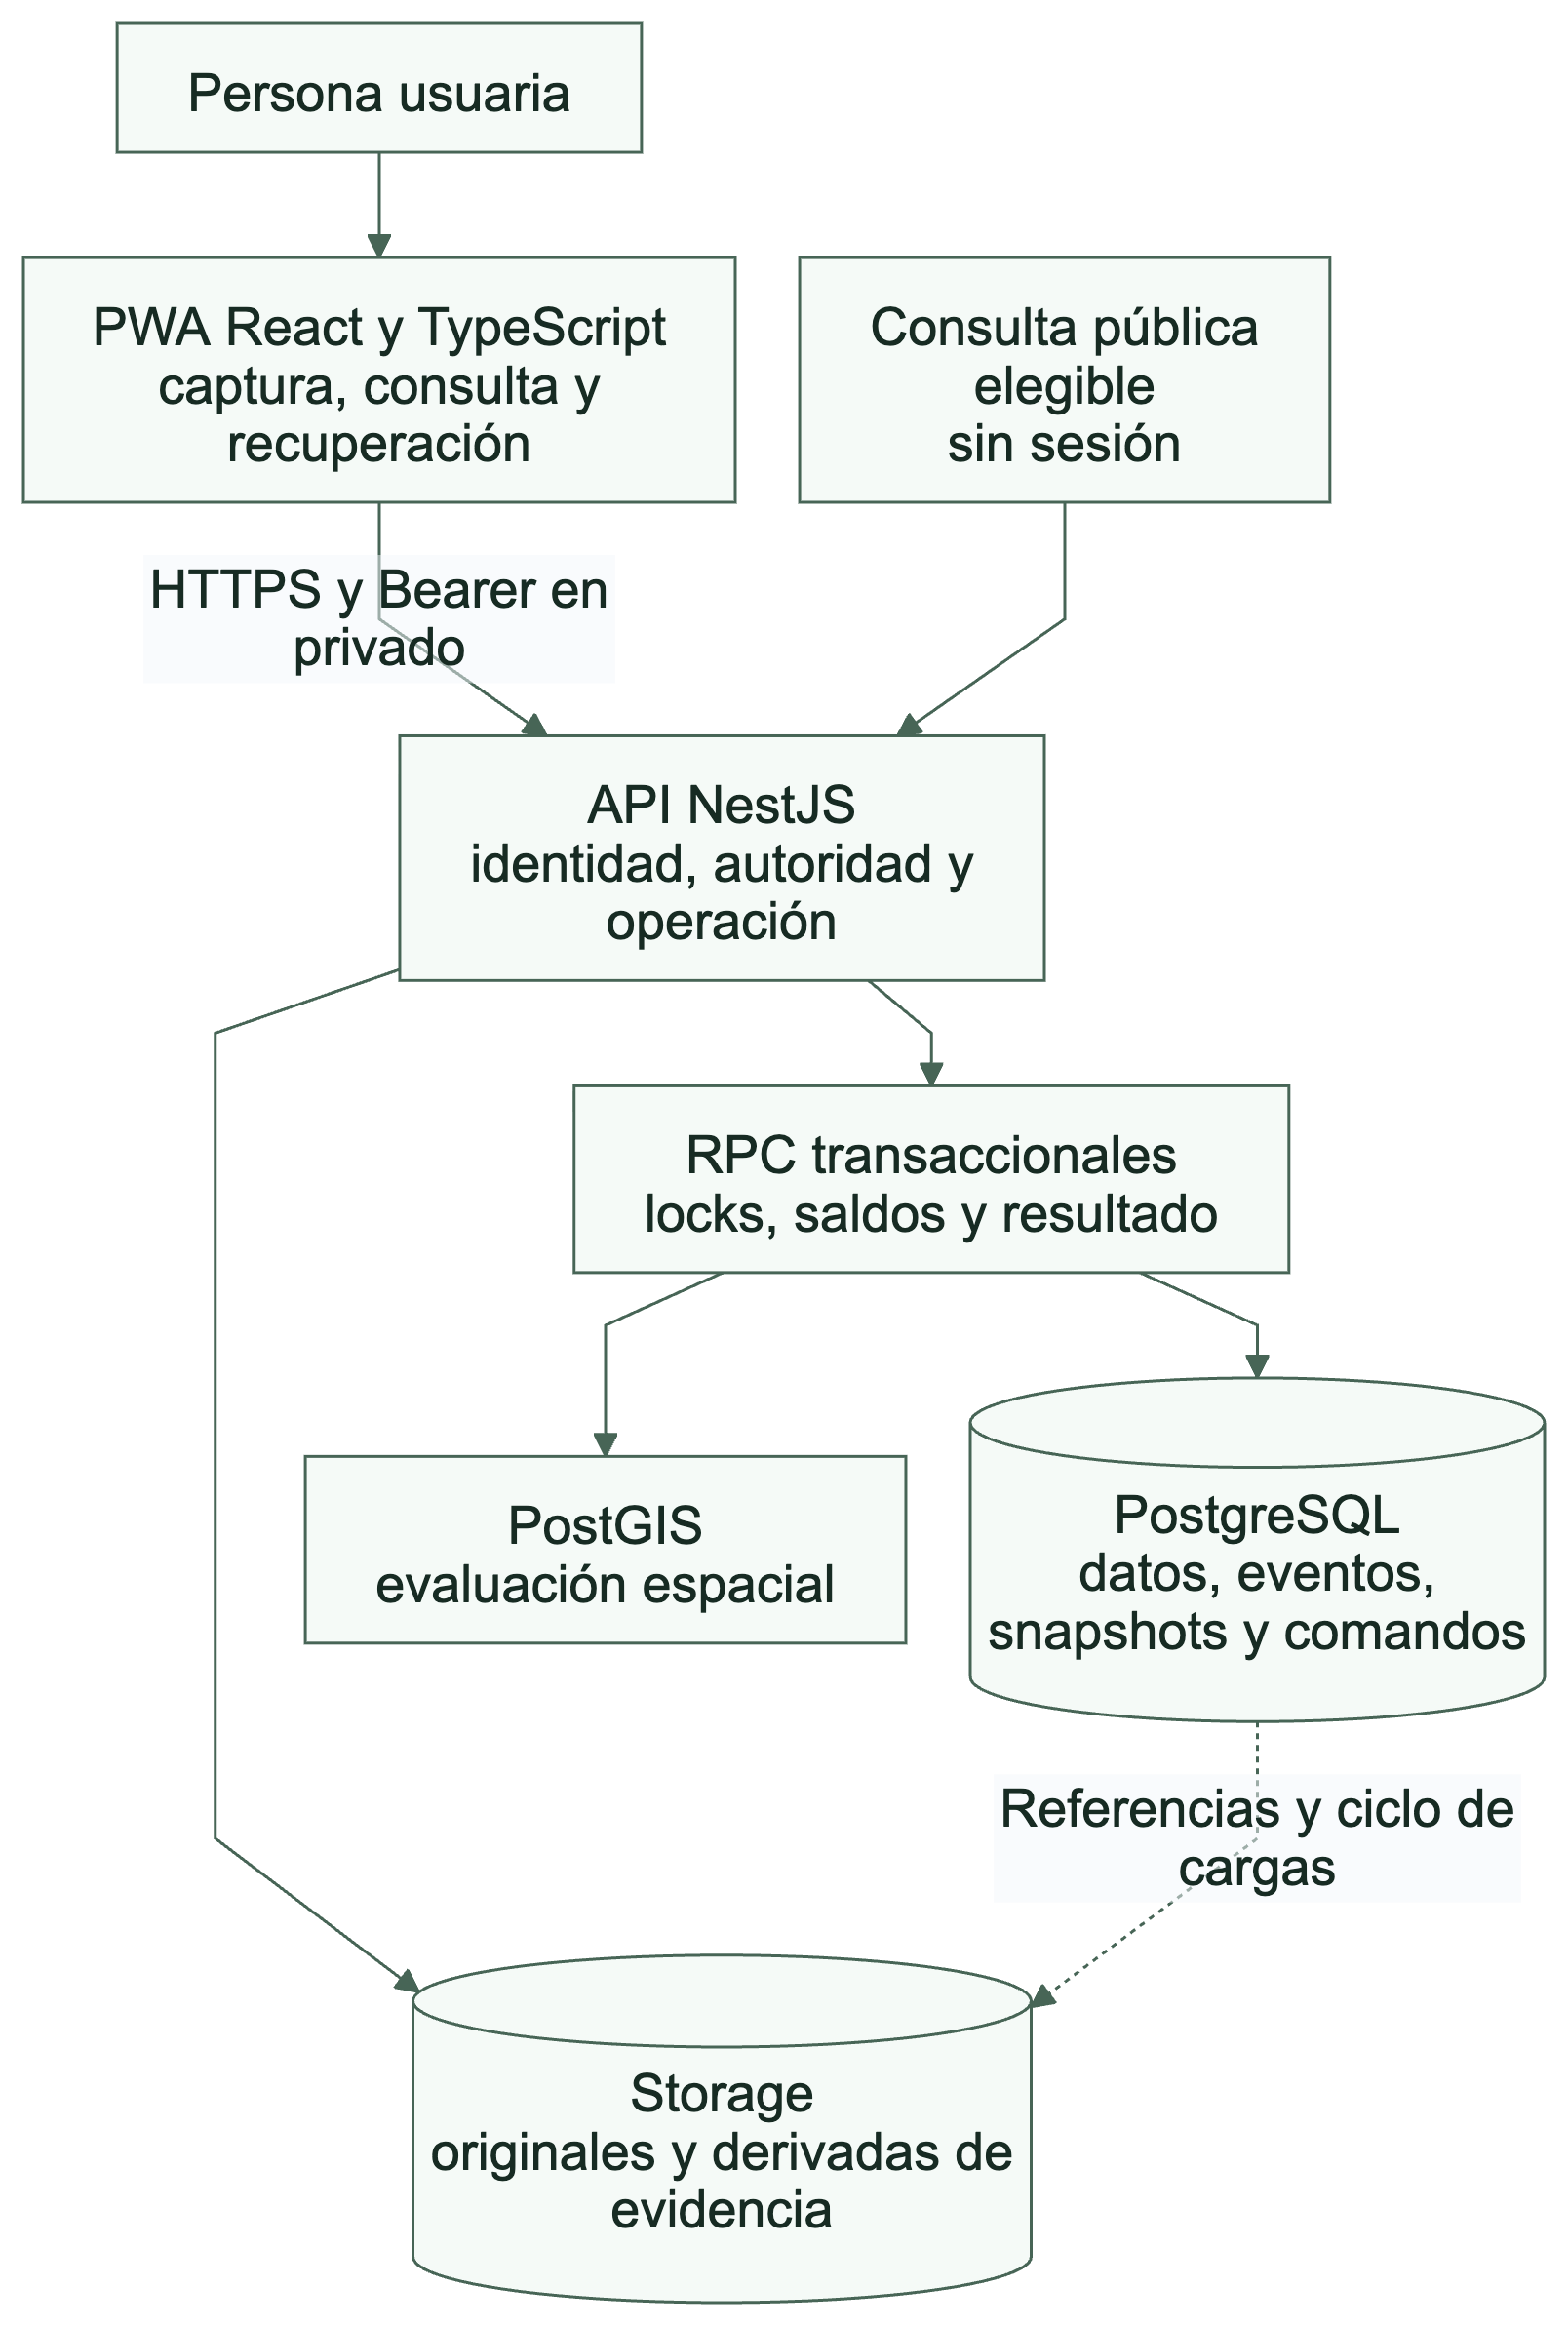 Persona usuaria
PWA React y TypeScript
captura, consulta y
recuperación
Consulta pública
elegible
sin sesión
HTTPS y Bearer en
privado
API NestJS
identidad, autoridad y
operación
RPC transaccionales
locks, saldos y resultado
PostGIS
evaluación espacial
PostgreSQL
datos, eventos,
snapshots y comandos
Referencias y ciclo de
cargas
Storage
originales y derivadas de
evidencia